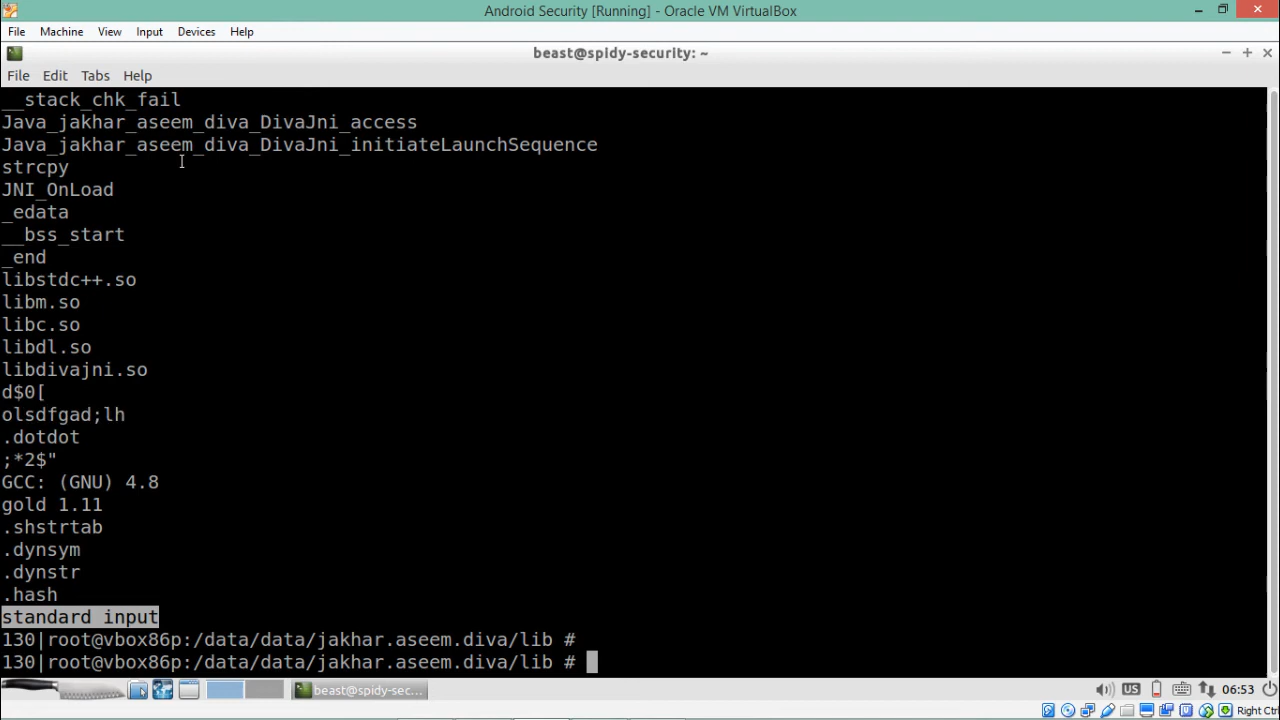 Android Security [Running] - Oracle VM VirtualBox
File Machine View Input Devices Help
beast@spidy-security: ~
File Edit Tabs Help
__stack_chk_fail
Java_jakhar_aseem_diva_DivaJni_access
Java_jakhar_aseem_diva_DivaJni_initiateLaunchSequence
strcpy
JNI_OnLoad
_edata
__bss_start
_end
libstdc++.so
libm.so
libc.so
libdl.so
libdivajni.so
d$0[
olsdfgad;lh
.dotdot
;*2$"
GCC: (GNU) 4.8
gold 1.11
.shstrtab
.dynsym
.dynstr
.hash
standard input
130|root@vbox86p:/data/data/jakhar.aseem.diva/lib #
130|root@vbox86p:/data/data/jakhar.aseem.diva/lib #
beast@spidy-sec... US 06:53
Right Ctrl